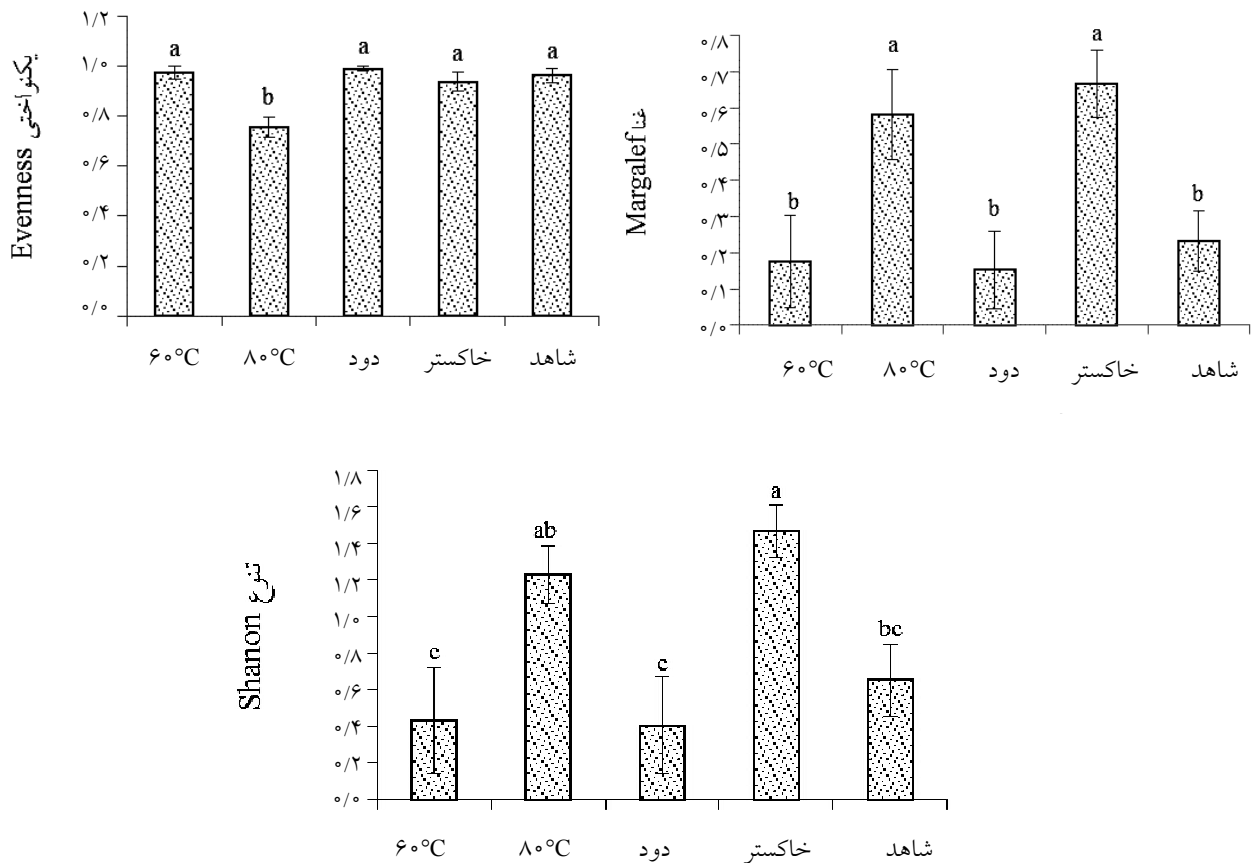 Evenness یکنواختی
۱/۲
۱/۰
۰/۸
۰/۶
۰/۴
۰/۲
۰/۰
a
b
a
a
a
۶۰°C ۸۰°C دود خاکستر شاهد
Margalef غنا
۰/۸
۰/۷
۰/۶
۰/۵
۰/۴
۰/۳
۰/۲
۰/۱
۰/۰
b
a
b
a
b
۶۰°C ۸۰°C دود خاکستر شاهد
Shanon تنوع
۱/۸
۱/۶
۱/۴
۱/۲
۱/۰
۰/۸
۰/۶
۰/۴
۰/۲
۰/۰
c
ab
c
a
bc
۶۰°C ۸۰°C دود خاکستر شاهد